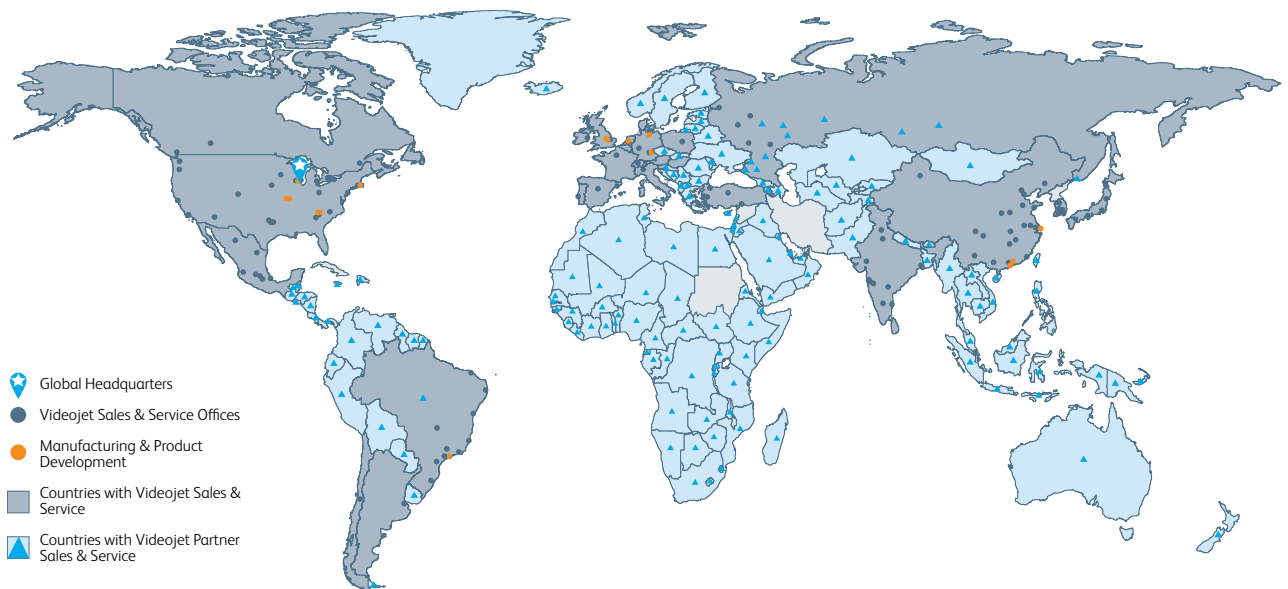 Global Headquarters
Videojet Sales & Service Offices
Manufacturing & Product
Development
Countries with Videojet Sales &
Service
Countries with Videojet Partner
Sales & Service